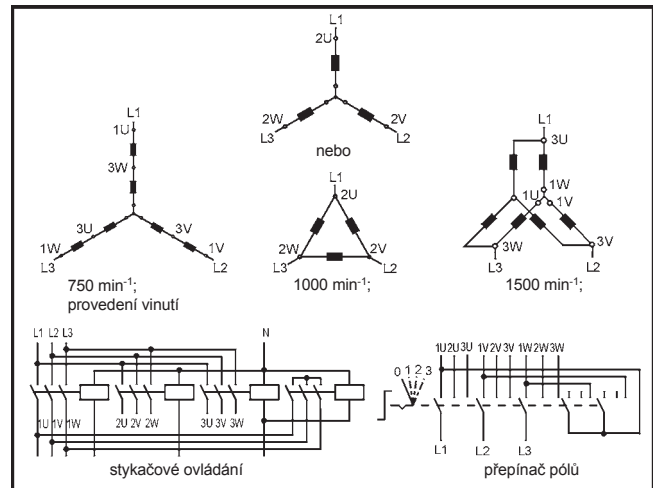 L1
2U
2W
2V
L3
L2
nebo
L1
1U
3W
3U
3V
1W
1V
L3
L2
750 min-1;
provedení vinutí
L1
2U
2W
2V
L3
L2
1000 min-1;
L1
3U
1W
1U
1V
3W
3V
L3
L2
1500 min-1;
L1 L2 L3
N
1U 1V 1W
2U 2V 2W
3U 3V 3W
stykačové ovládání
0 1 2 3
1U 2U 3U 1V 2V 3V 1W 2W 3W
L1
L2
L3
přepínač pólů